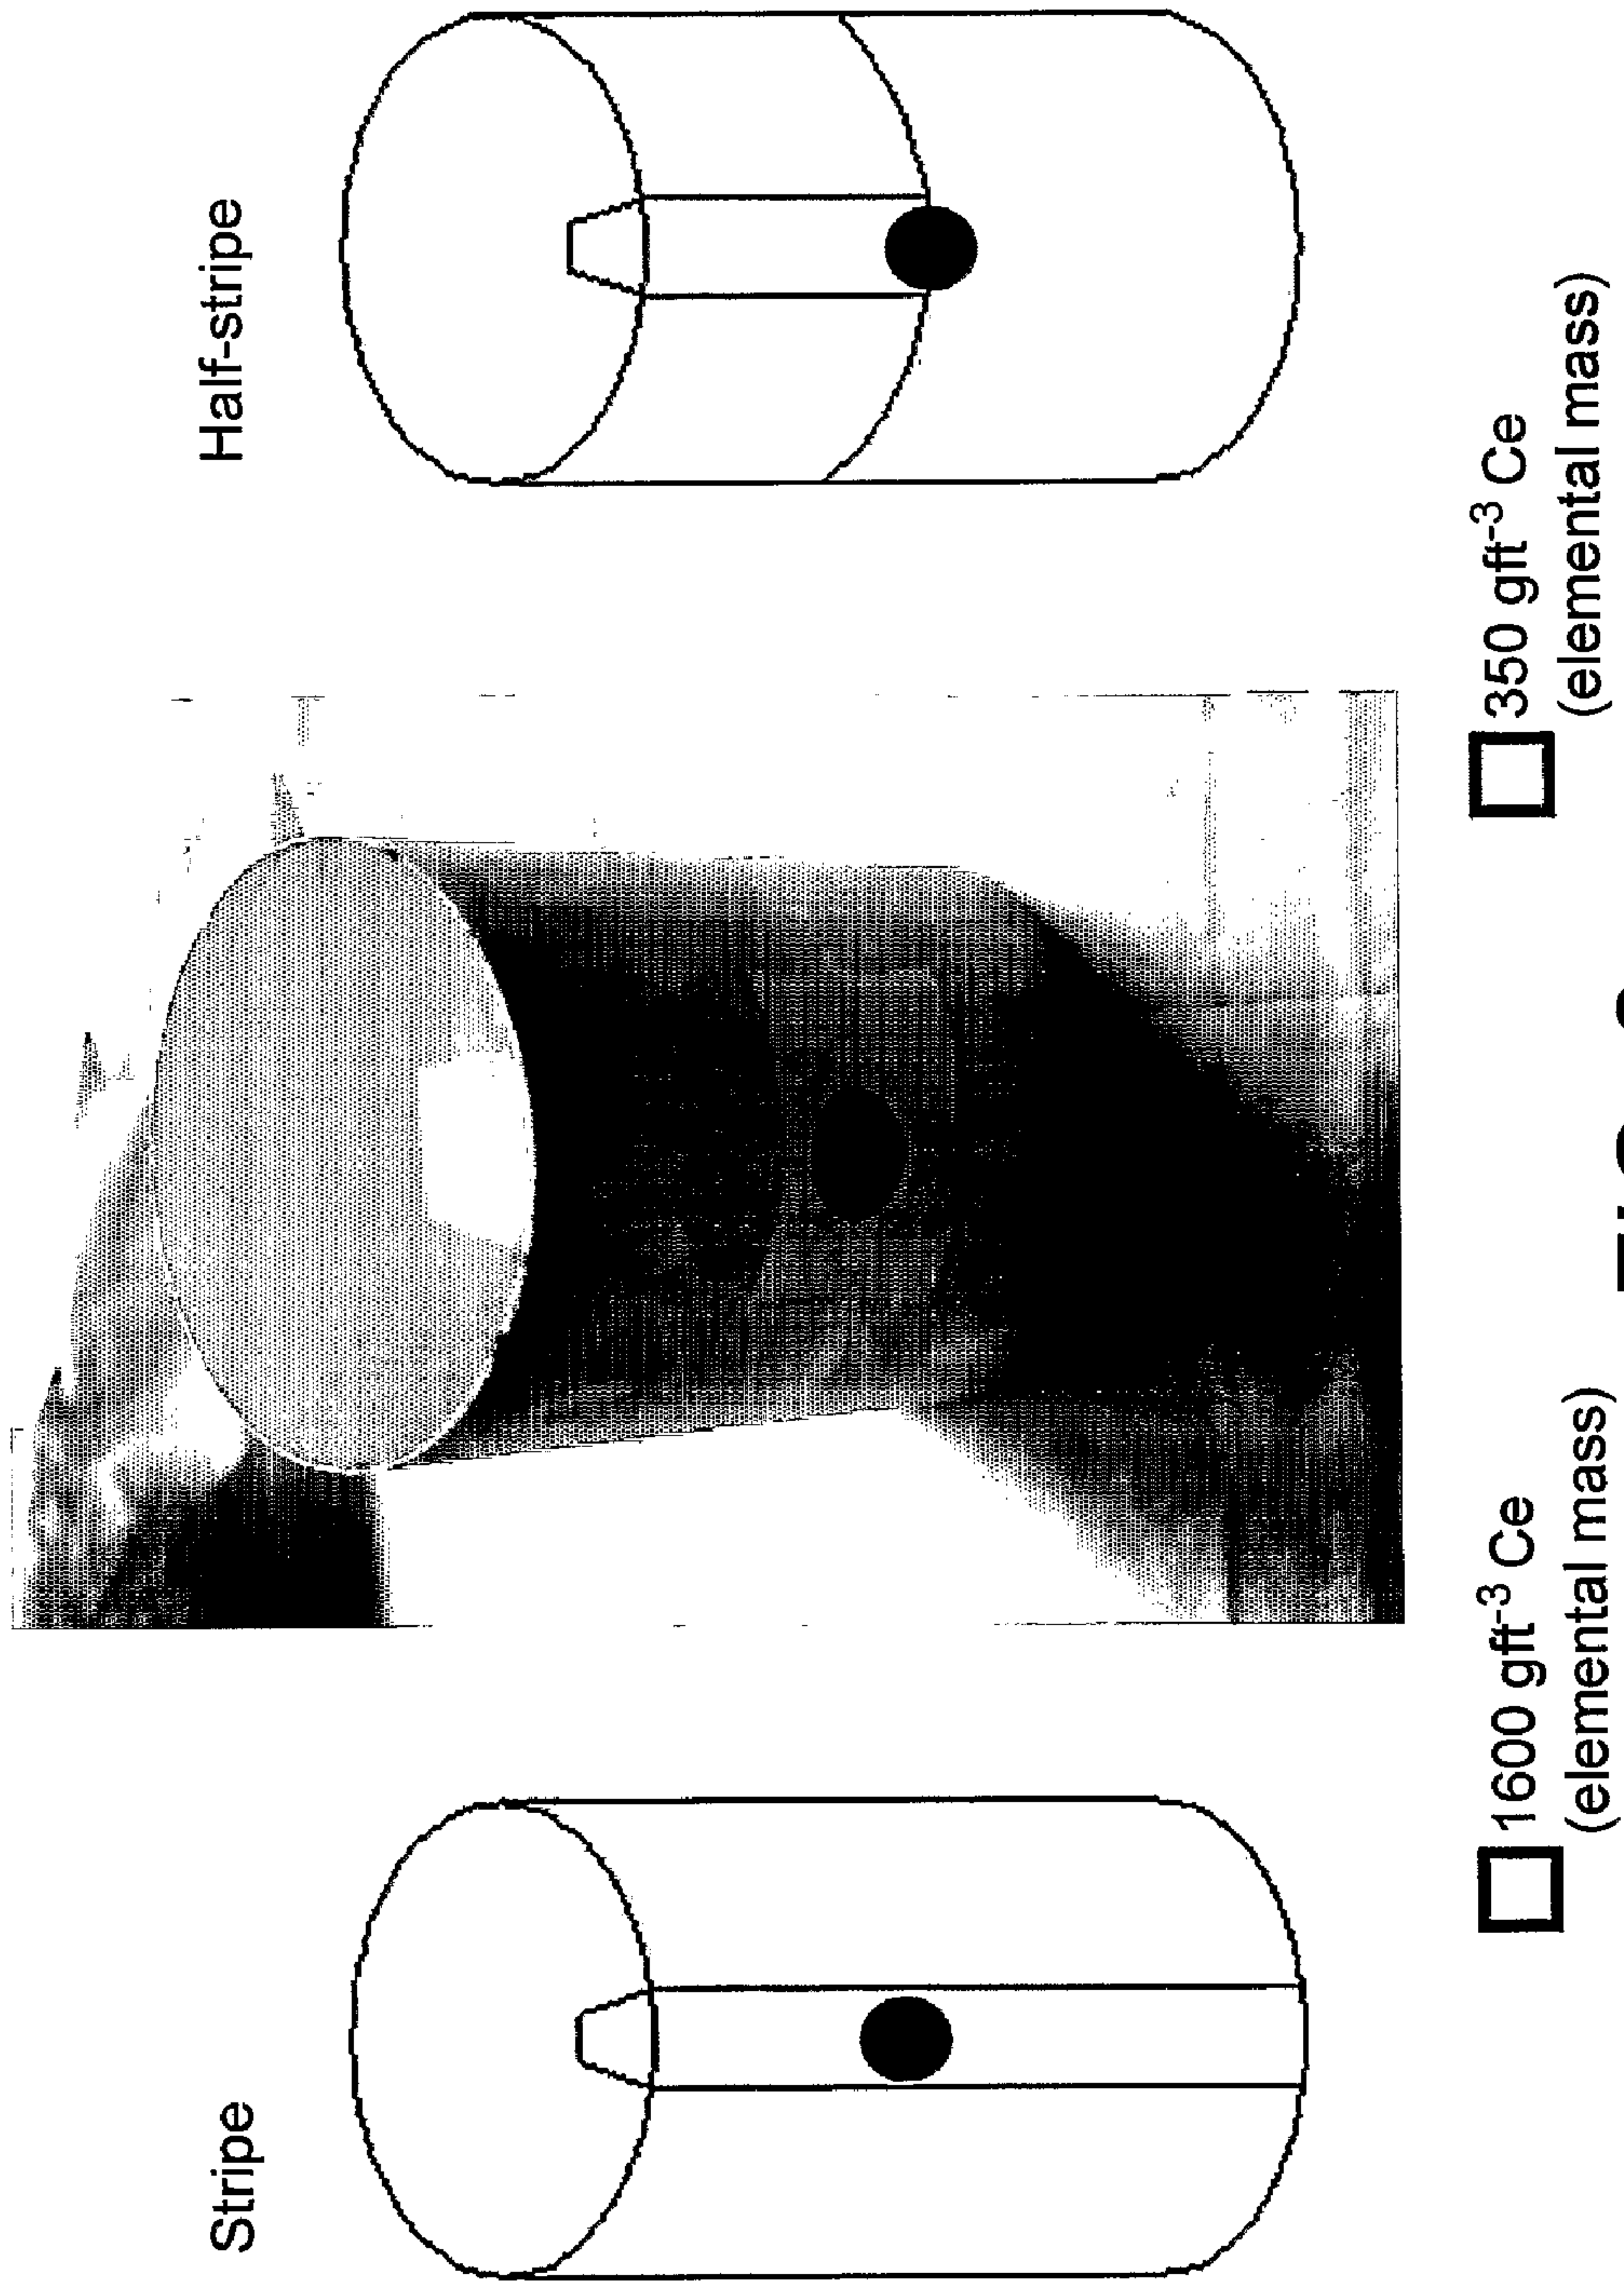 Stripe
Half-stripe
1600 gft⁻³ Ce
(elemental mass)
350 gft⁻³ Ce
(elemental mass)